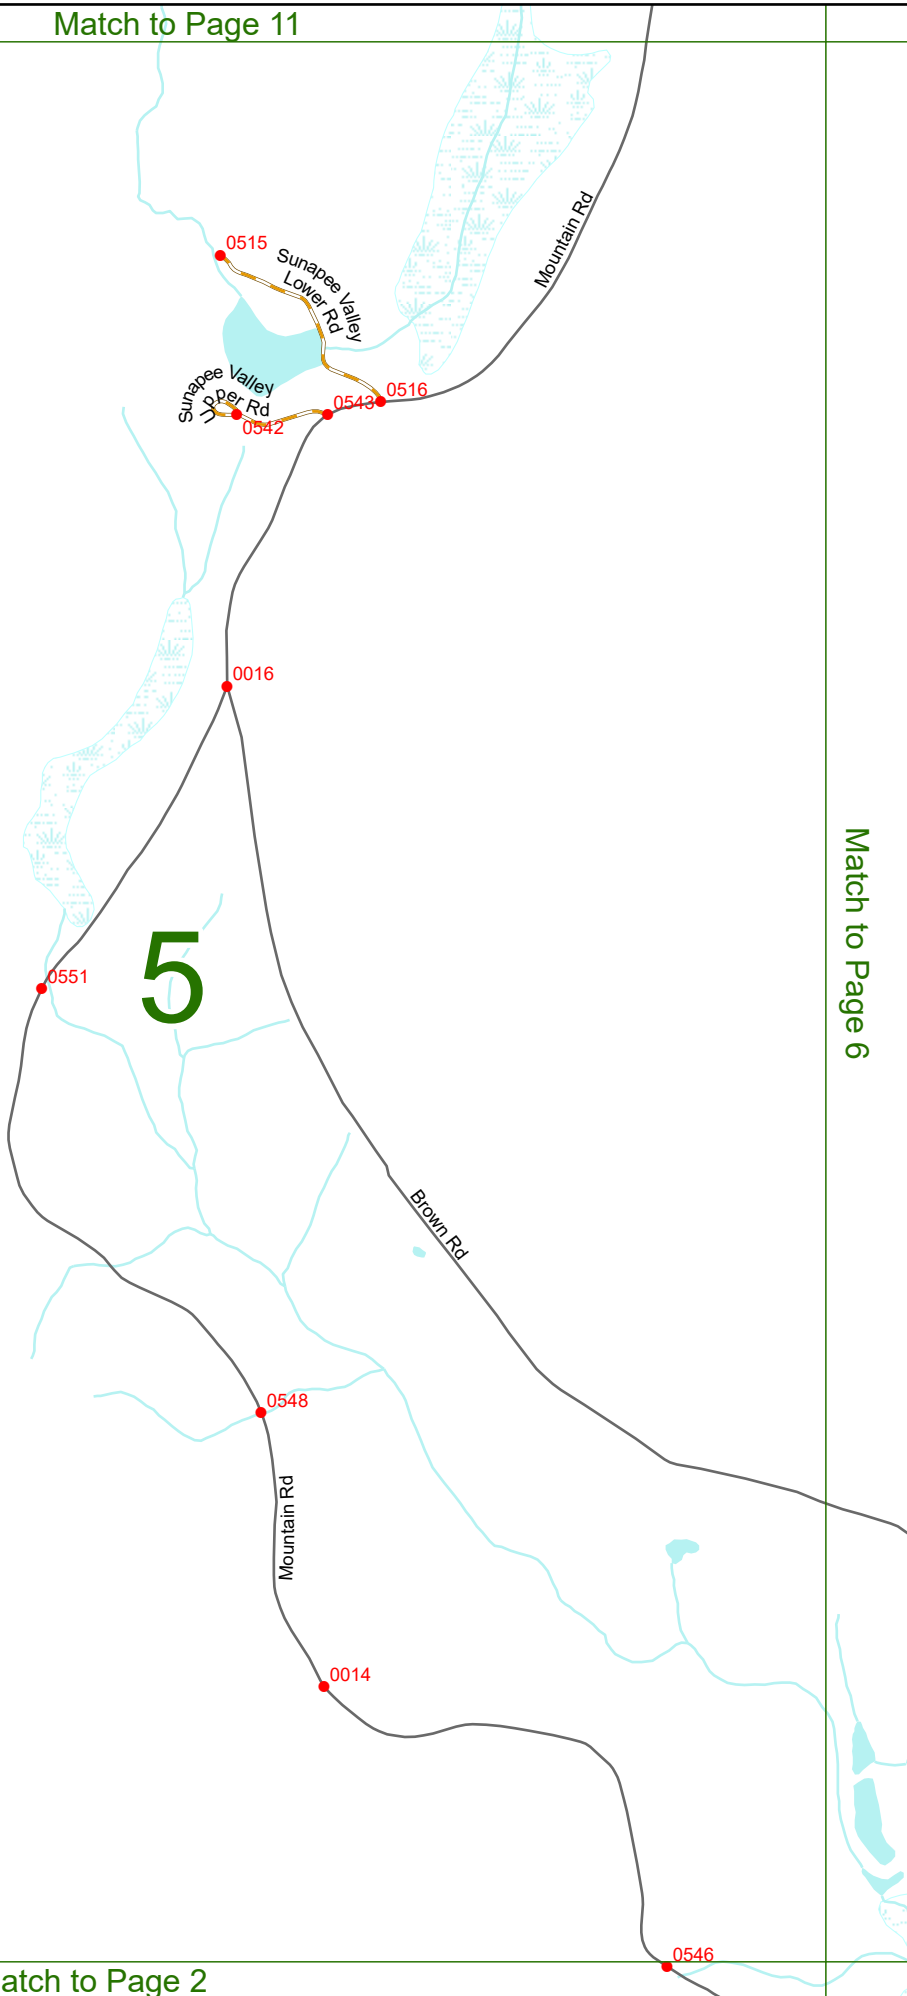 Match to Page 11
Mountain Rd
0515
Sunapee Valley
Lower Rd
Sunapee Valley
Upper Rd
0516
0543
0542
0016
Match to Page 6
5
0551
Brown Rd
0548
Mountain Rd
0014
0546
atch to Page 2